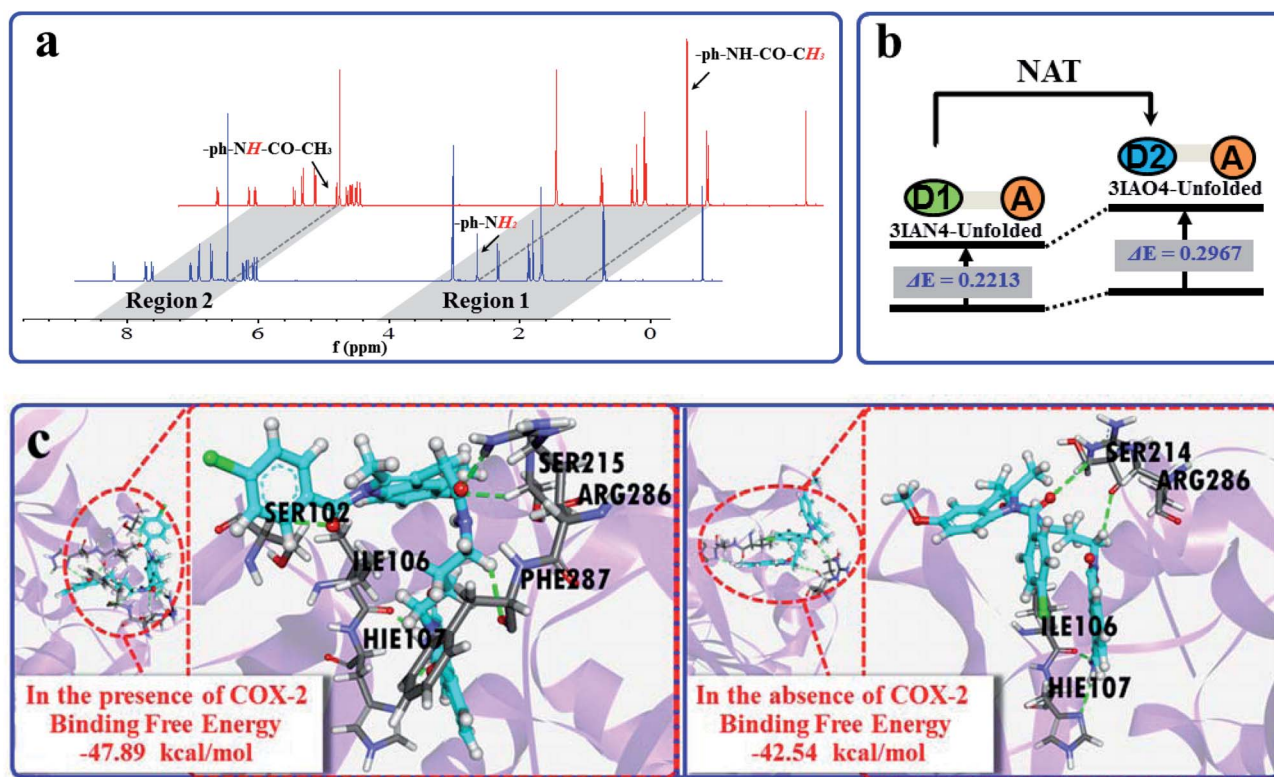 a
-ph-NH-CO-CH3
-ph-NH-CO-CH3
-ph-NH2
Region 2
Region 1
8
6
4
2
0
f (ppm)
b
NAT
D1
A
3IAN4-Unfolded
ΔE = 0.2213
D2
A
3IAO4-Unfolded
ΔE = 0.2967
c
SER102
ILE106
HIE107
SER215
ARG286
PHE287
In the presence of COX-2
Binding Free Energy
-47.89 kcal/mol
SER214
ARG286
ILE106
HIE107
In the absence of COX-2
Binding Free Energy
-42.54 kcal/mol